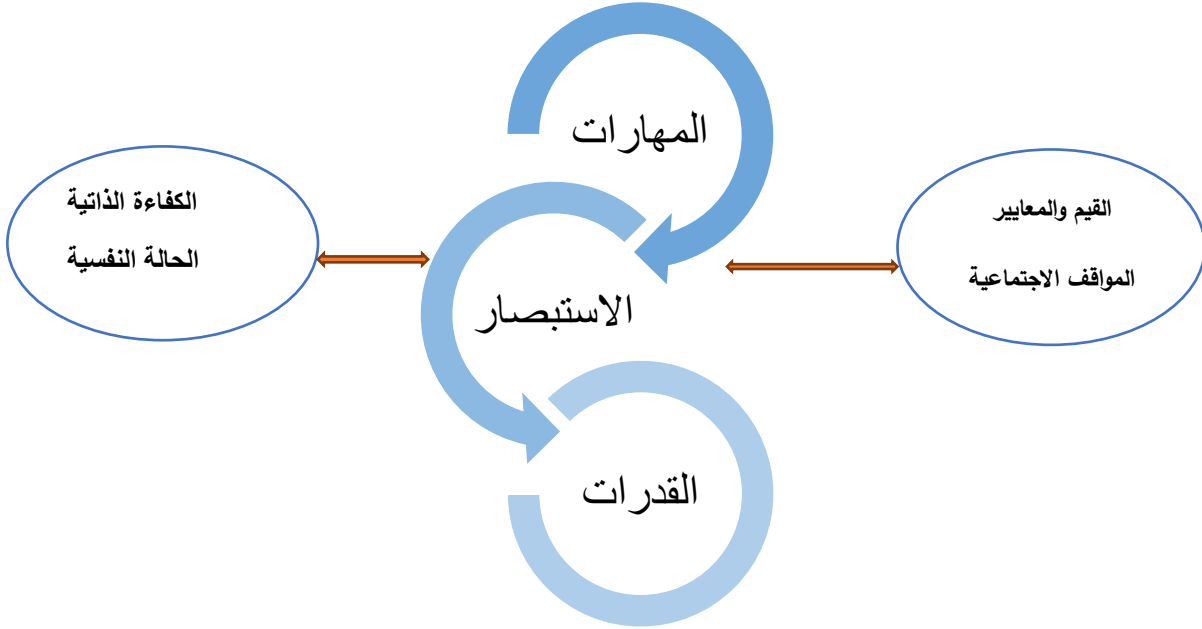 المهارات
القيم والمعايير
المواقف الاجتماعية
الاستبصار
الكفاءة الذاتية
الحالة النفسية
القدرات